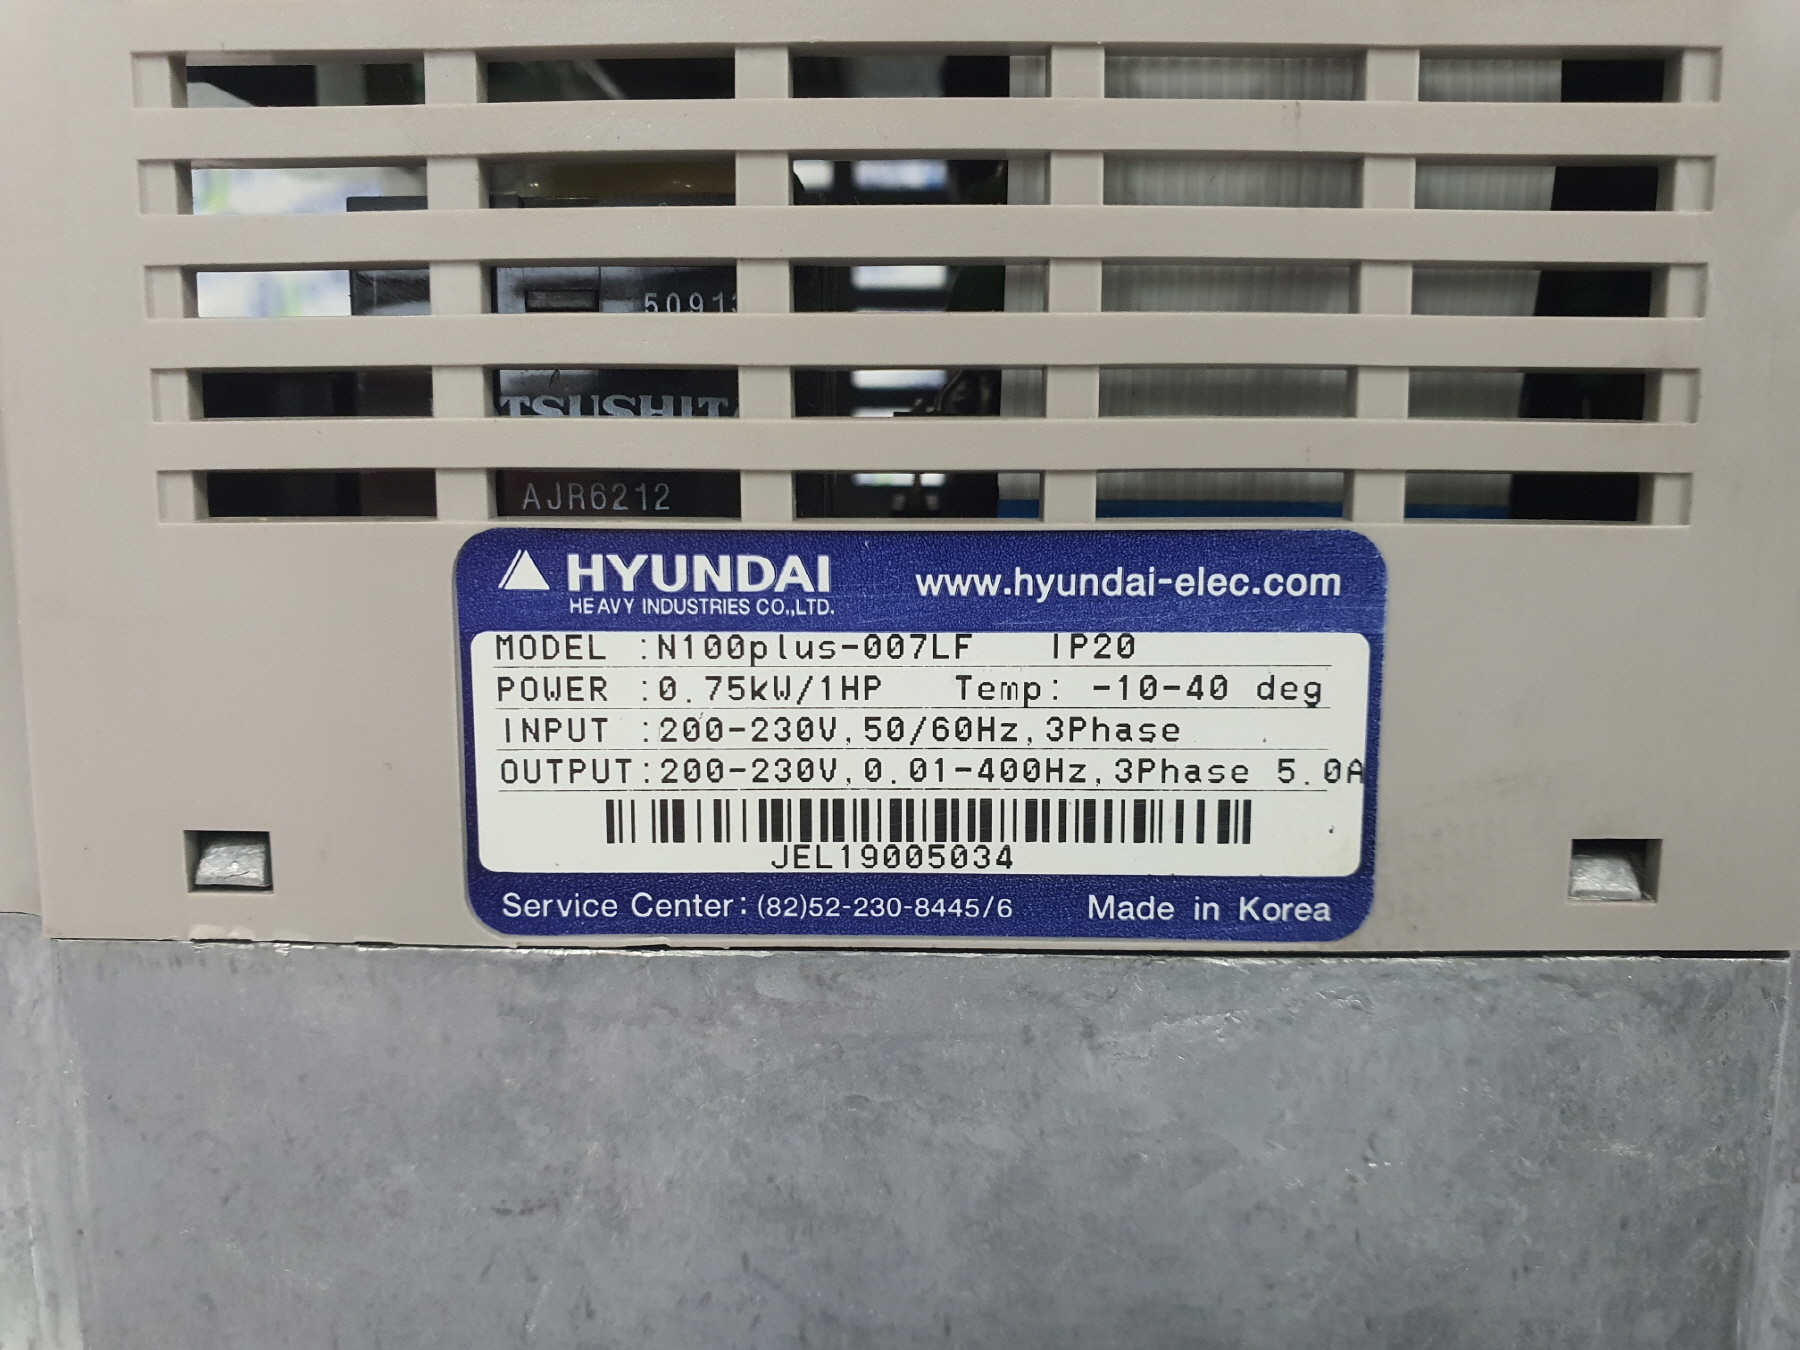 50913
TSUSHITA
AJR6212
HYUNDAI www.hyundai-elec.com
HEAVY INDUSTRIES CO.,LTD.
MODEL :N100plus-007LF IP20
POWER :0.75kW/1HP Temp: -10-40 deg
INPUT :200-230V,50/60Hz,3Phase
OUTPUT:200-230V,0.01-400Hz,3Phase 5.0A
JEL19005034
Service Center:(82)52-230-8445/6 Made in Korea